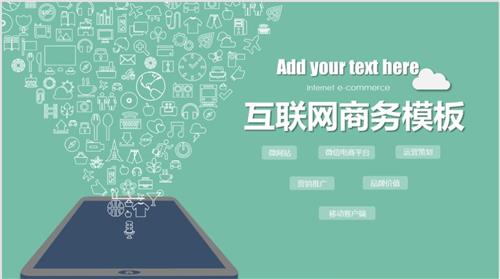 Add your text here
Internet e-commerce
互联网商务模板
微网站 微信电商平台 运营策划
营销推广 品牌价值
移动客户端